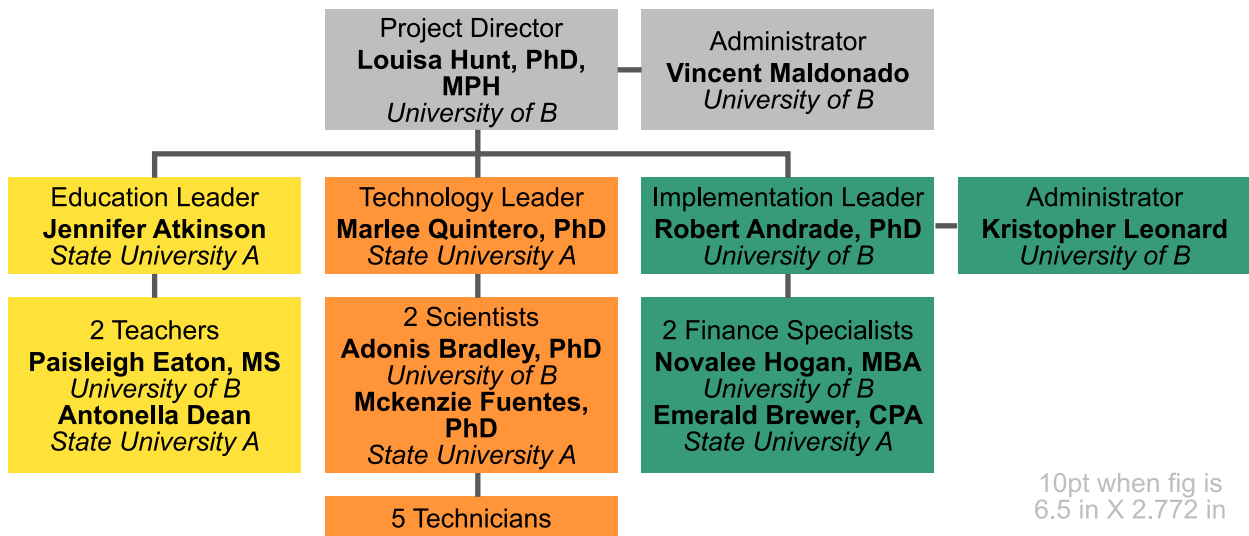 Project Director
Louisa Hunt, PhD,
MPH
University of B
Administrator
Vincent Maldonado
University of B
Education Leader
Jennifer Atkinson
State University A
Technology Leader
Marlee Quintero, PhD
State University A
Implementation Leader
Robert Andrade, PhD
University of B
Administrator
Kristopher Leonard
University of B
2 Teachers
Paisleigh Eaton, MS
University of B
Antonella Dean
State University A
2 Scientists
Adonis Bradley, PhD
University of B
Mckenzie Fuentes,
PhD
State University A
2 Finance Specialists
Novalee Hogan, MBA
University of B
Emerald Brewer, CPA
State University A
5 Technicians
10pt when fig is
6.5 in X 2.772 in